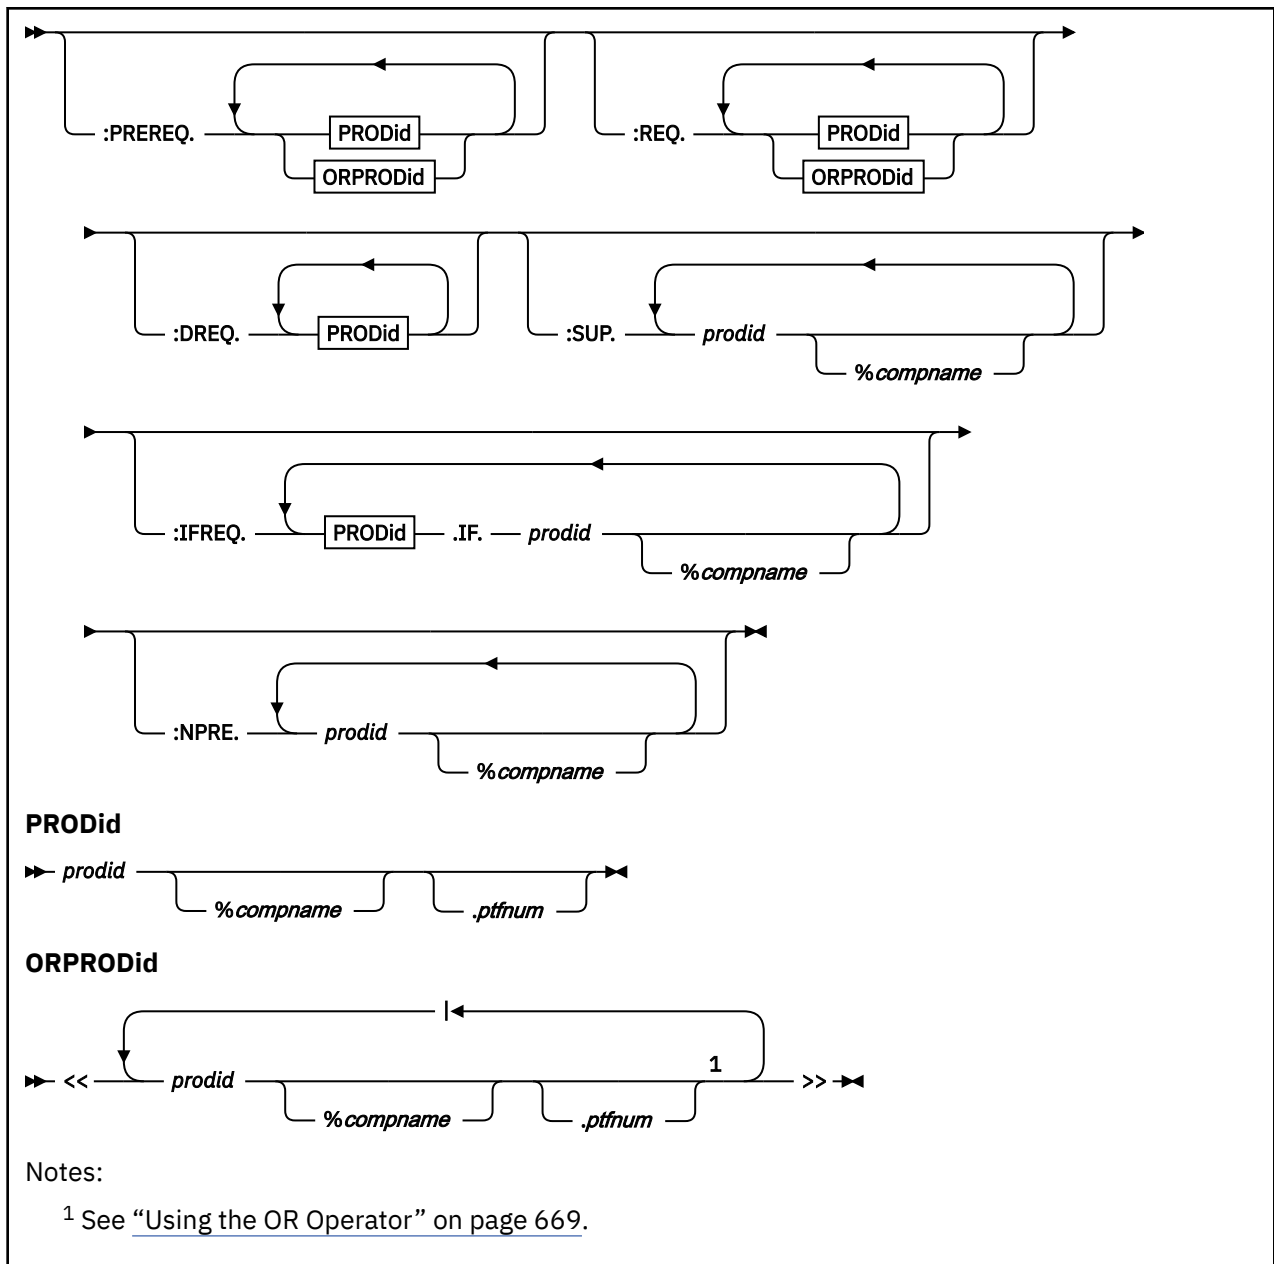 :PREREQ. PRODid :REQ. PRODid
ORPRODid ORPRODid
:DREQ. PRODid :SUP. prodid
%compname
:IFREQ. PRODid .IF. prodid
%compname
:NPRE. prodid
%compname
PRODid
prodid
%compname .ptfnum
ORPRODid
|
<< prodid 1 >>
%compname .ptfnum
Notes:
1 See “Using the OR Operator” on page 669.